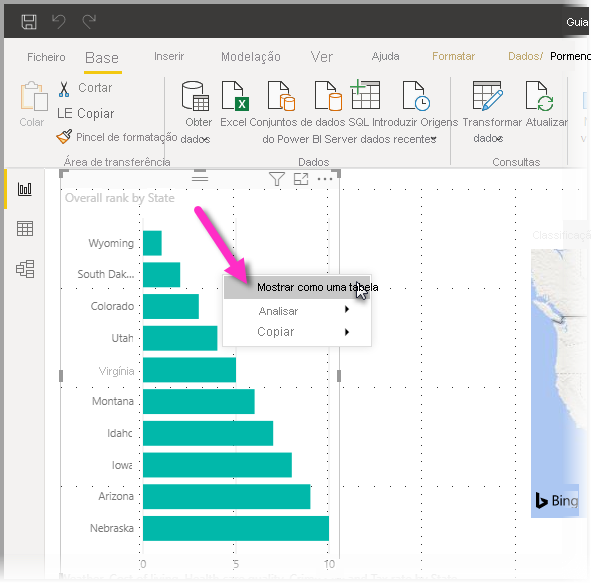 Guia
Ficheiro Base Inserir Modelação Ver Ajuda Formatar Dados/ Pormeno
Colar
Cortar
LE Copiar
Pincel de formatação
Obter dados
Excel
Conjuntos de dados do Power BI
SQL Server
Introduzir dados
Origens recentes
Transformar dados
Atualizar
Área de transferência Dados Consultas
Overall rank by State
Classificaçã
Wyoming
South Dak...
Mostrar como uma tabela
Colorado
Analisar
Copiar
Utah
Virgínia
Montana
Idaho
Iowa
Arizona
Bing
Nebraska
0 5 10